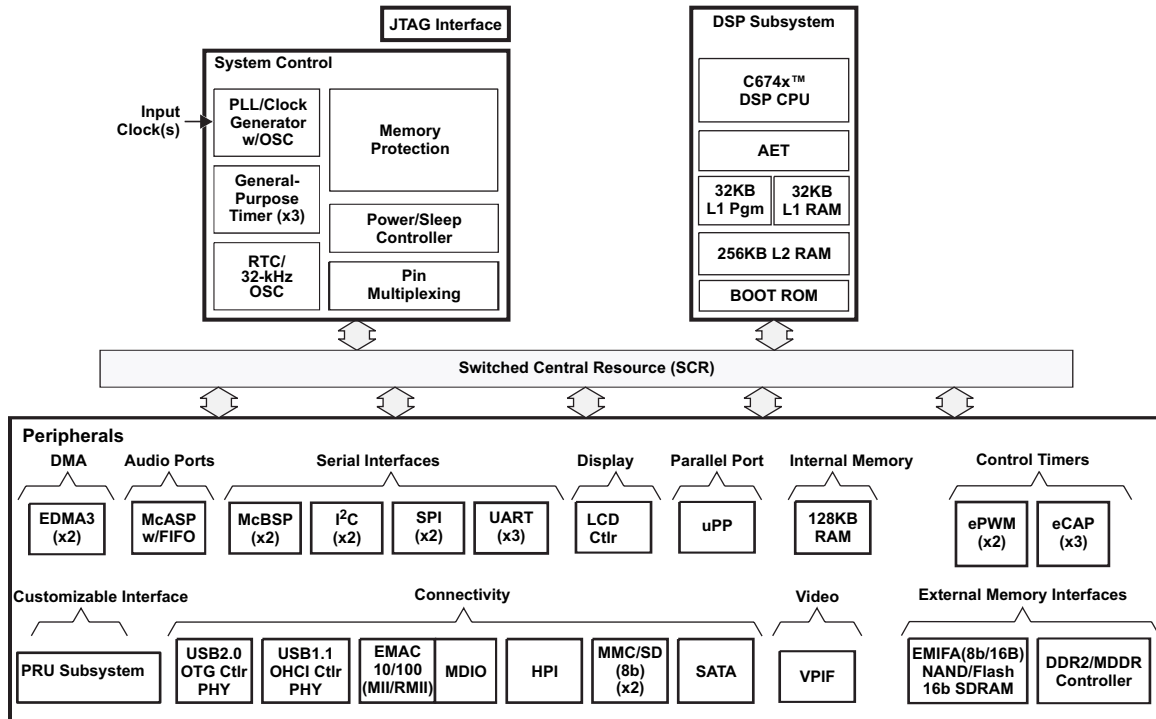 JTAG Interface
System Control
Input
Clock(s)
PLL/Clock
Generator
w/OSC
General-
Purpose
Timer (x3)
RTC/
32-kHz
OSC
Memory
Protection
Power/Sleep
Controller
Pin
Multiplexing
DSP Subsystem
C674x™
DSP CPU
AET
32KB
L1 Pgm
32KB
L1 RAM
256KB L2 RAM
BOOT ROM
Switched Central Resource (SCR)
Peripherals
DMA
EDMA3
(x2)
Audio Ports
McASP
w/FIFO
Serial Interfaces
McBSP
(x2)
I²C
(x2)
SPI
(x2)
UART
(x3)
Display
LCD
Ctlr
Parallel Port
uPP
Internal Memory
128KB
RAM
Control Timers
ePWM
(x2)
eCAP
(x3)
Customizable Interface
PRU Subsystem
Connectivity
USB2.0
OTG Ctlr
PHY
USB1.1
OHCI Ctlr
PHY
EMAC
10/100
(MII/RMII)
MDIO
HPI
MMC/SD
(8b)
(x2)
SATA
Video
VPIF
External Memory Interfaces
EMIFA(8b/16B)
NAND/Flash
16b SDRAM
DDR2/MDDR
Controller